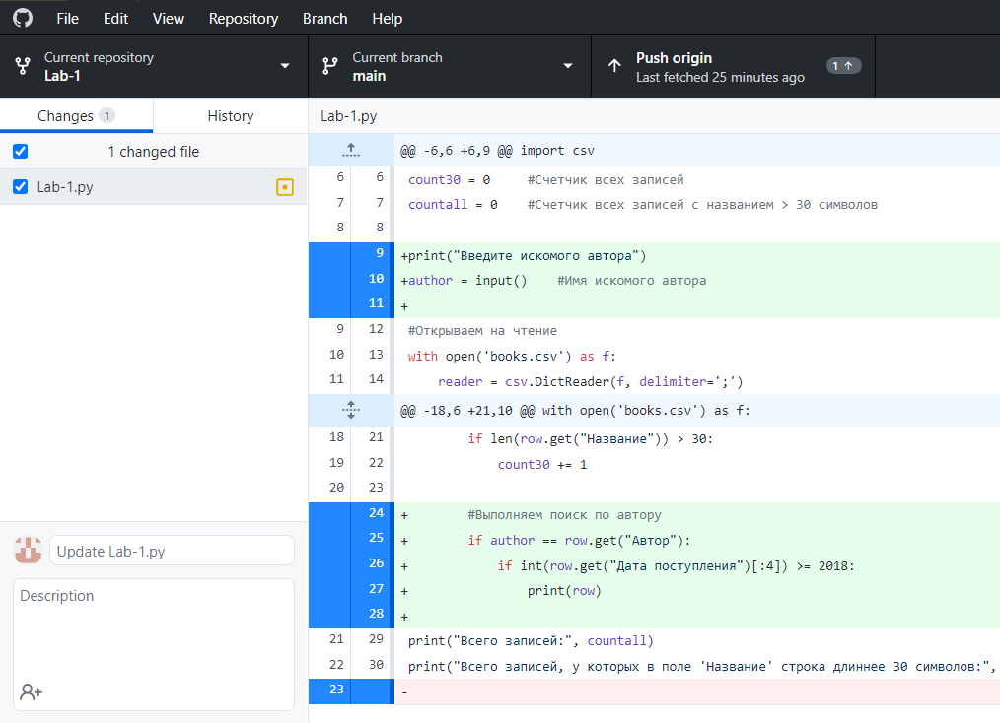 File Edit View Repository Branch Help
Current repository
Lab-1
Current branch
main
Push origin
Last fetched 25 minutes ago
1
Changes 1
History
Lab-1.py
1 changed file
Lab-1.py
@@ -6,6 +6,9 @@ import csv
6 6 count30 = 0 #Счетчик всех записей
7 7 countall = 0 #Счетчик всех записей с названием > 30 символов
8 8
9 +print("Введите искомого автора")
10 +author = input() #Имя искомого автора
11 +
9 12 #Открываем на чтение
10 13 with open('books.csv') as f:
11 14 reader = csv.DictReader(f, delimiter=';')
@@ -18,6 +21,10 @@ with open('books.csv') as f:
18 21 if len(row.get("Название")) > 30:
19 22 count30 += 1
20 23
24 + #Выполняем поиск по автору
25 + if author == row.get("Автор"):
26 + if int(row.get("Дата поступления")[:4]) >= 2018:
27 + print(row)
28 +
21 29 print("Всего записей:", countall)
22 30 print("Всего записей, у которых в поле 'Название' строка длиннее 30 символов:",
23 -
Update Lab-1.py
Description